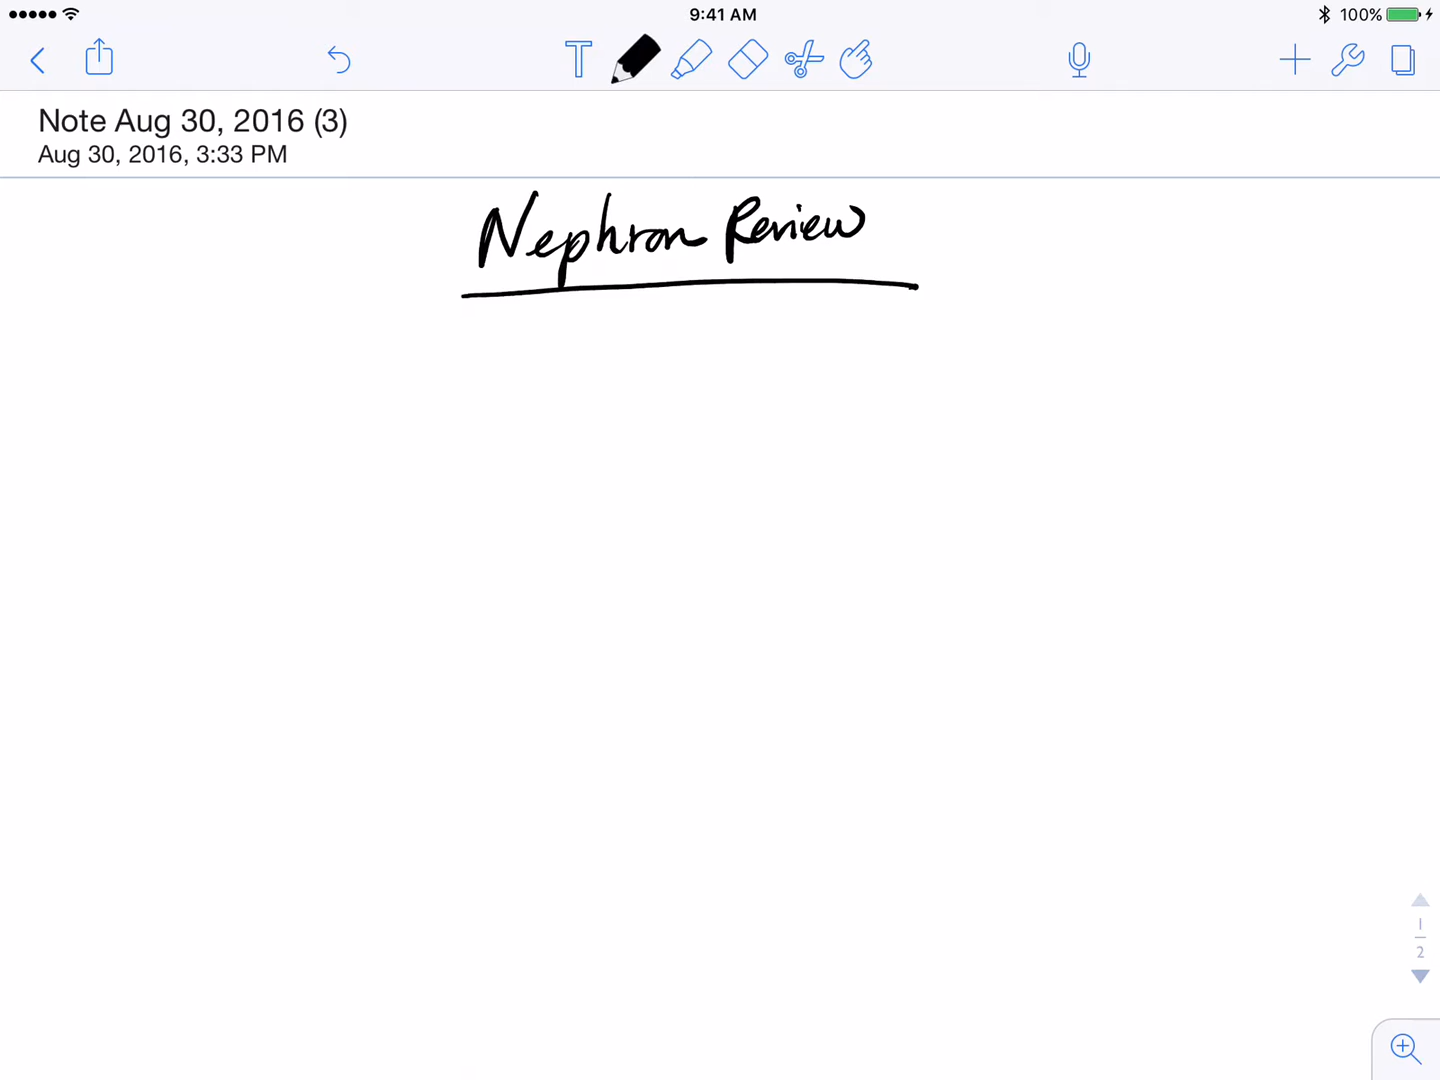 9:41 AM
100%
T
Note Aug 30, 2016 (3)
Aug 30, 2016, 3:33 PM
Nephron Review
1
2